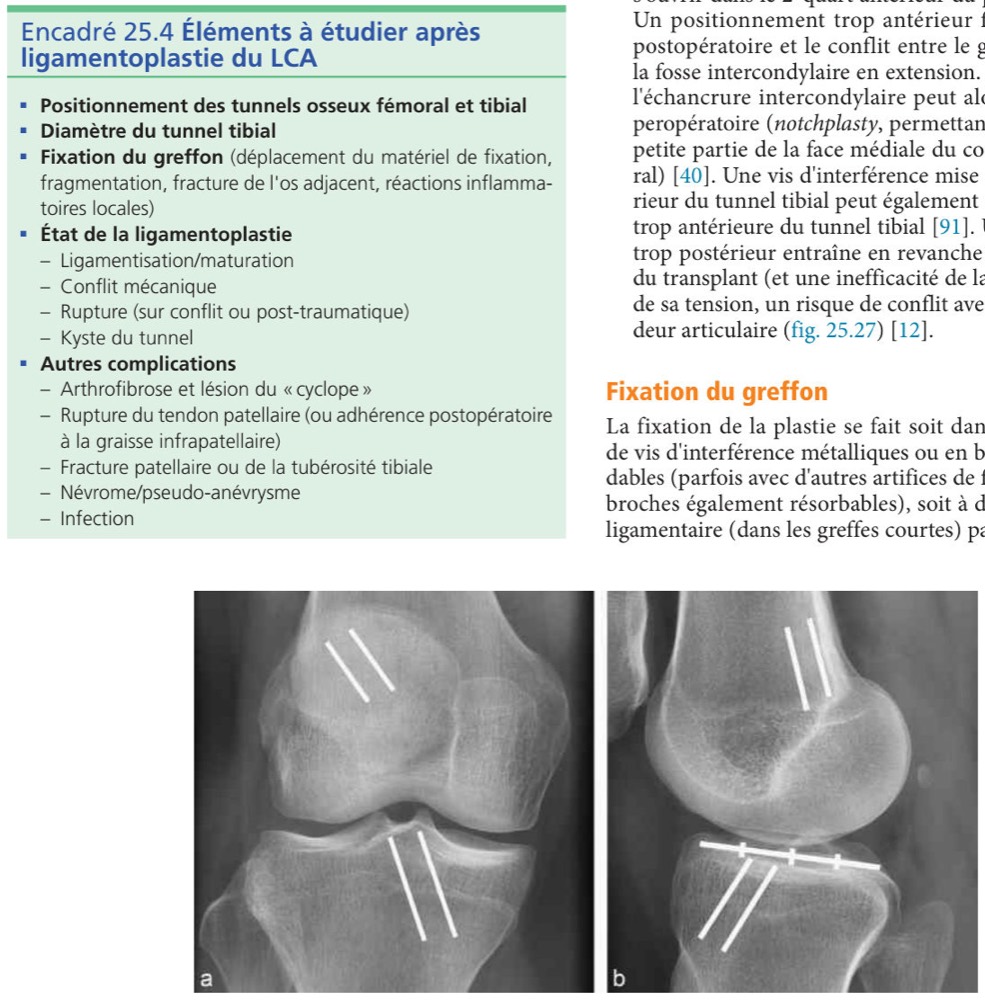 Encadré 25.4 Éléments à étudier après
ligamentoplastie du LCA
▪ Positionnement des tunnels osseux fémoral et tibial
▪ Diamètre du tunnel tibial
▪ Fixation du greffon (déplacement du matériel de fixation,
fragmentation, fracture de l'os adjacent, réactions inflamma-
toires locales)
▪ État de la ligamentoplastie
– Ligamentisation/maturation
– Conflit mécanique
– Rupture (sur conflit ou post-traumatique)
– Kyste du tunnel
▪ Autres complications
– Arthrofibrose et lésion du « cyclope »
– Rupture du tendon patellaire (ou adhérence postopératoire
à la graisse infrapatellaire)
– Fracture patellaire ou de la tubérosité tibiale
– Névrome/pseudo-anévrysme
– Infection
Un positionnement trop antérieur f
postopératoire et le conflit entre le g
la fosse intercondylaire en extension.
l'échancrure intercondylaire peut alo
peropératoire (notchplasty, permettan
petite partie de la face médiale du co
ral) [40]. Une vis d'interférence mise
rieur du tunnel tibial peut également
trop antérieure du tunnel tibial [91]. U
trop postérieur entraîne en revanche
du transplant (et une inefficacité de la
de sa tension, un risque de conflit ave
deur articulaire (fig. 25.27) [12].
Fixation du greffon
La fixation de la plastie se fait soit dan
de vis d'interférence métalliques ou en b
dables (parfois avec d'autres artifices de f
broches également résorbables), soit à d
ligamentaire (dans les greffes courtes) pa
a
b